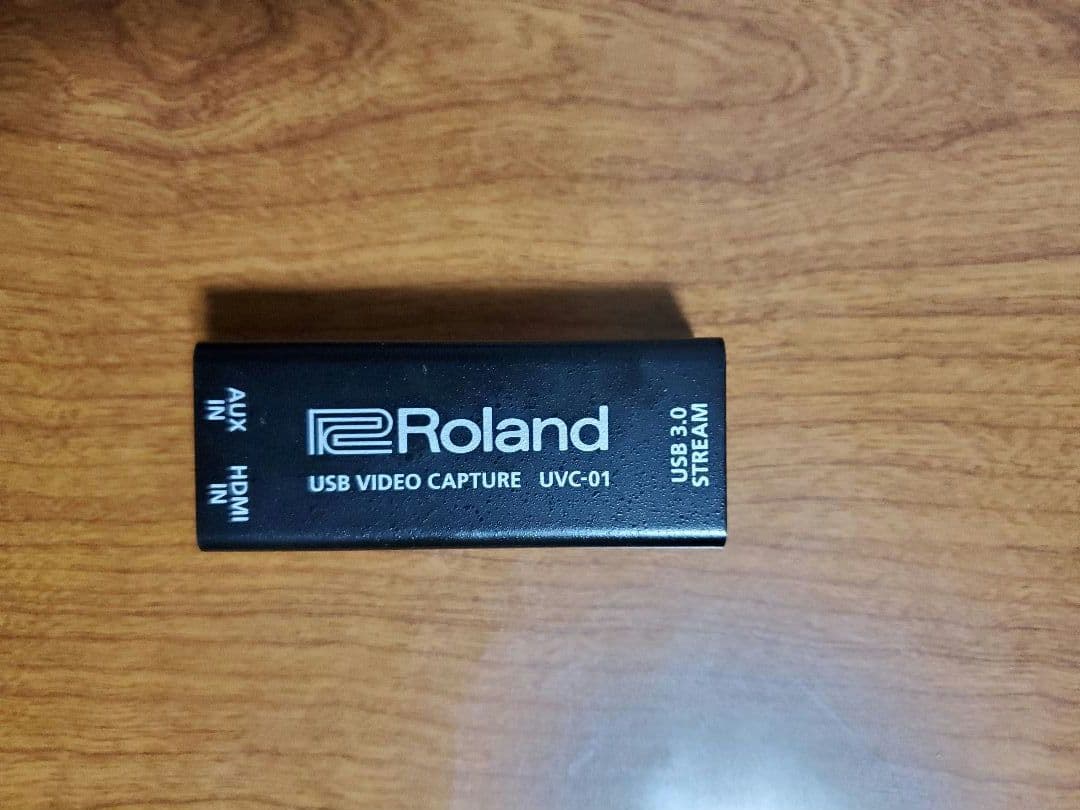 AUX
IN
HDMI
IN
Roland
USB VIDEO CAPTURE UVC-01
USB 3.0
STREAM